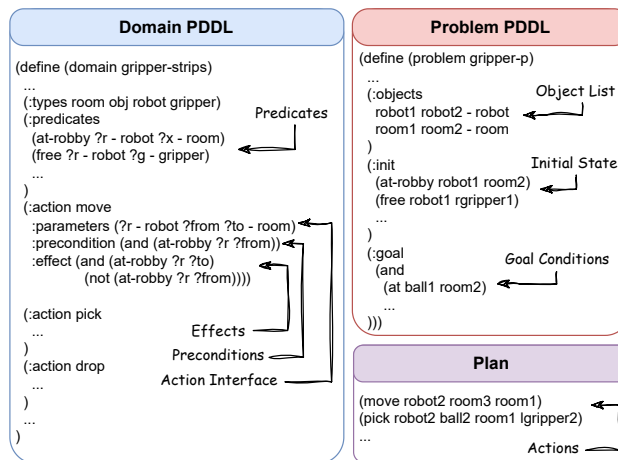 Domain PDDL
(define (domain gripper-strips)
...
(:types room obj robot gripper)
(:predicates
(at-robby ?r - robot ?x - room)
(free ?r - robot ?g - gripper)
...
)
(:action move
:parameters (?r - robot ?from ?to - room)
:precondition (and (at-robby ?r ?from))
:effect (and (at-robby ?r ?to)
(not (at-robby ?r ?from))))
(:action pick
...
)
(:action drop
...
)
...
)
Predicates
Effects
Preconditions
Action Interface
Problem PDDL
(define (problem gripper-p)
...
(:objects
robot1 robot2 - robot
room1 room2 - room
)
(:init
(at-robby robot1 room2)
(free robot1 rgripper1)
...
)
(:goal
(and
(at ball1 room2)
...
)))
Object List
Initial State
Goal Conditions
Plan
(move robot2 room3 room1)
(pick robot2 ball2 room1 lgripper2)
...
Actions